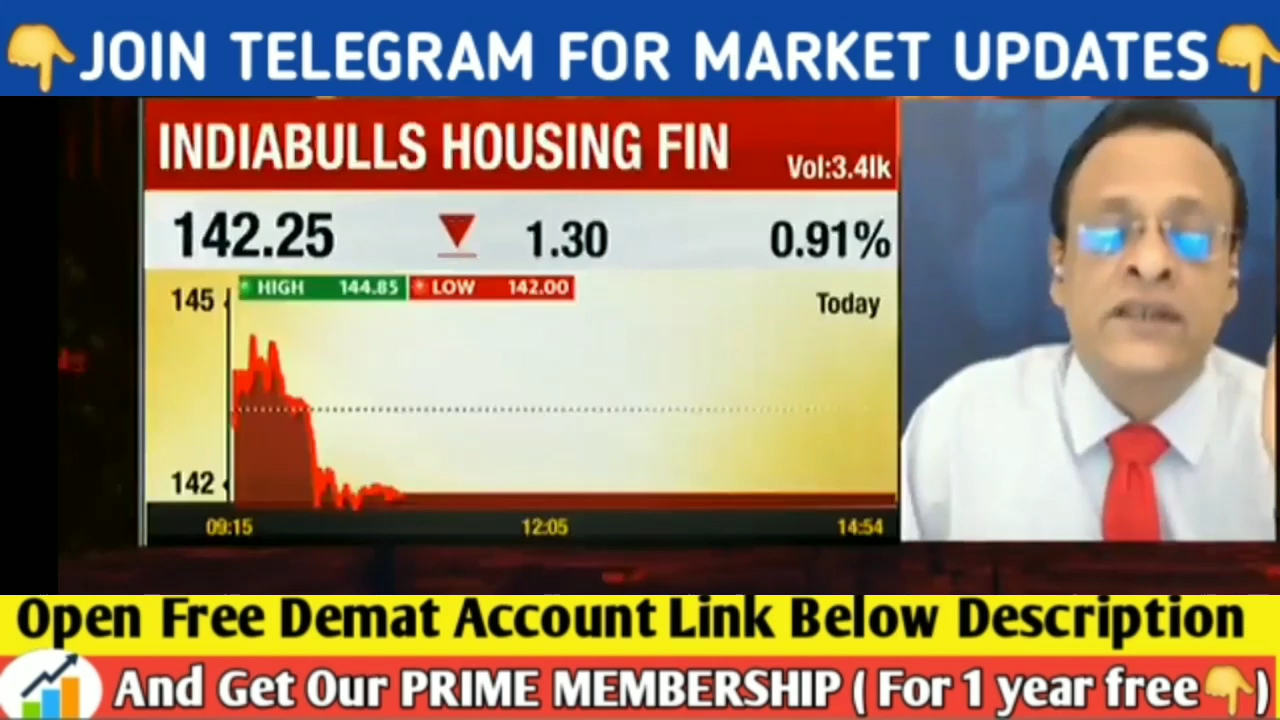 👇JOIN TELEGRAM FOR MARKET UPDATES👇
INDIABULLS HOUSING FIN
Vol:3.4lk
142.25 ▼ 1.30 0.91%
HIGH 144.85 LOW 142.00
145
Today
142
09:15 12:05 14:54
Open Free Demat Account Link Below Description
And Get Our PRIME MEMBERSHIP ( For 1 year free👇)